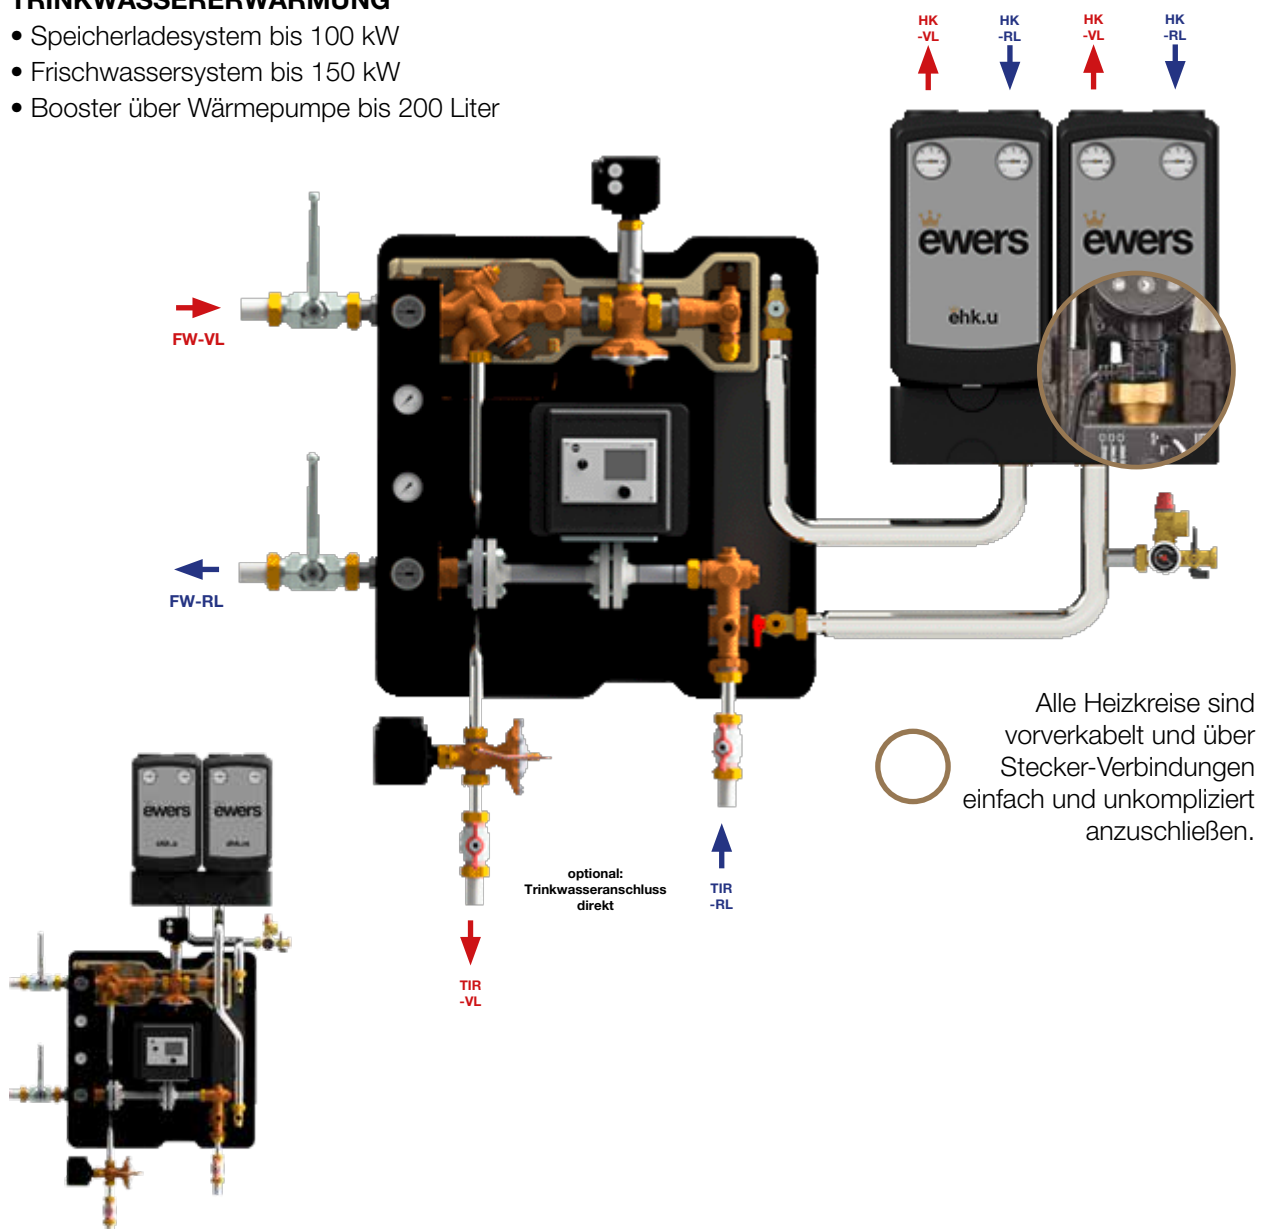 TRINKWASSERERWÄRMUNG
• Speicherladesystem bis 100 kW
• Frischwassersystem bis 150 kW
• Booster über Wärmepumpe bis 200 Liter
HK
-VL
HK
-RL
HK
-VL
HK
-RL
ewers
ewers
ehk.u
FW-VL
FW-RL
Alle Heizkreise sind
vorverkabelt und über
Stecker-Verbindungen
einfach und unkompliziert
anzuschließen.
ewers
ewers
ehk.u
optional:
Trinkwasseranschluss
direkt
TIR
-RL
TIR
-VL